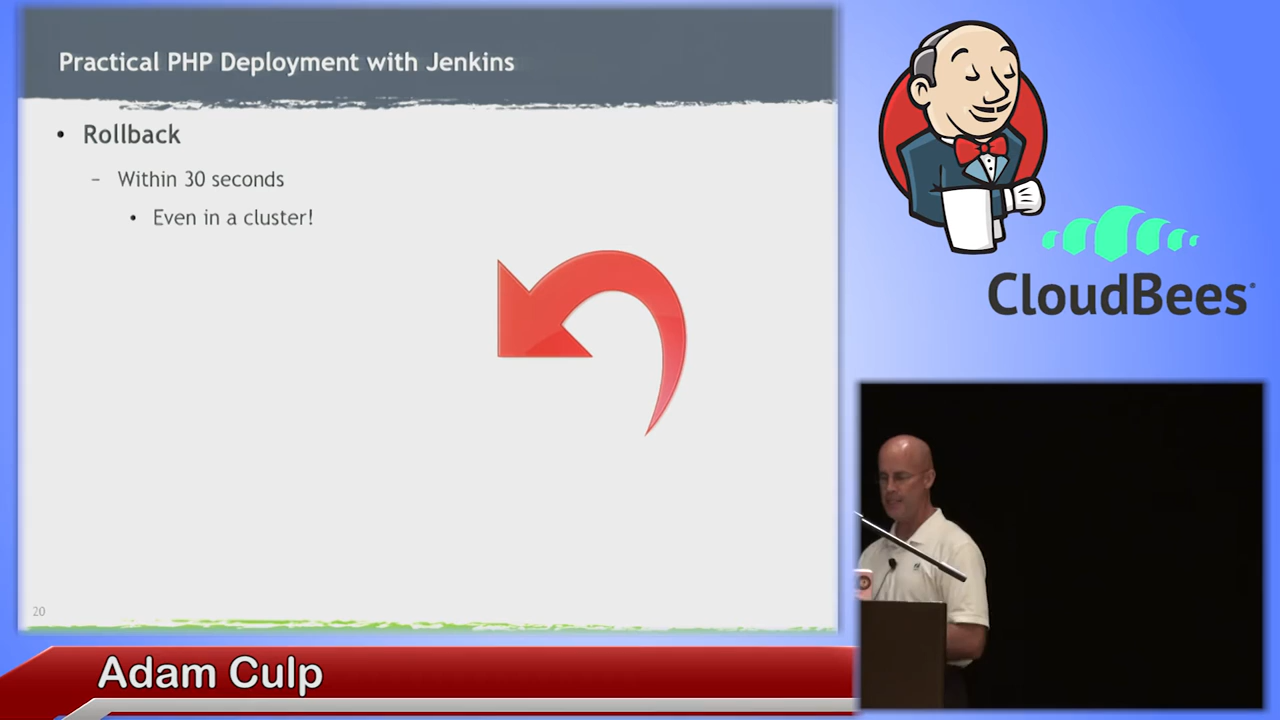 Practical PHP Deployment with Jenkins
• Rollback
– Within 30 seconds
• Even in a cluster!
20
CloudBees
Adam Culp